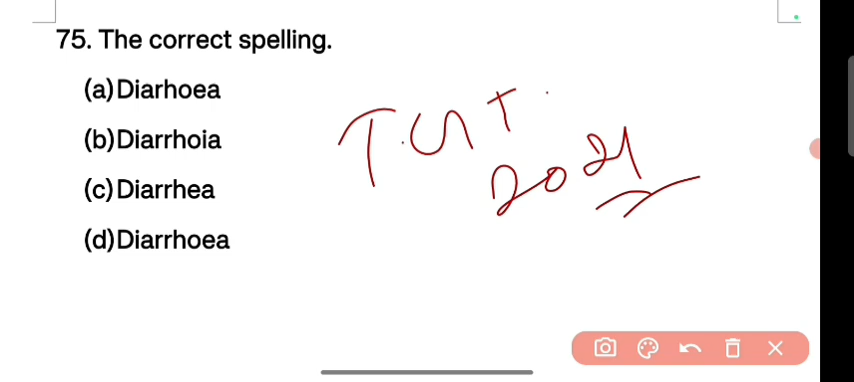 75. The correct spelling.
(a) Diarhoea
(b) Diarrhoia
(c) Diarrhea
(d) Diarrhoea
2021